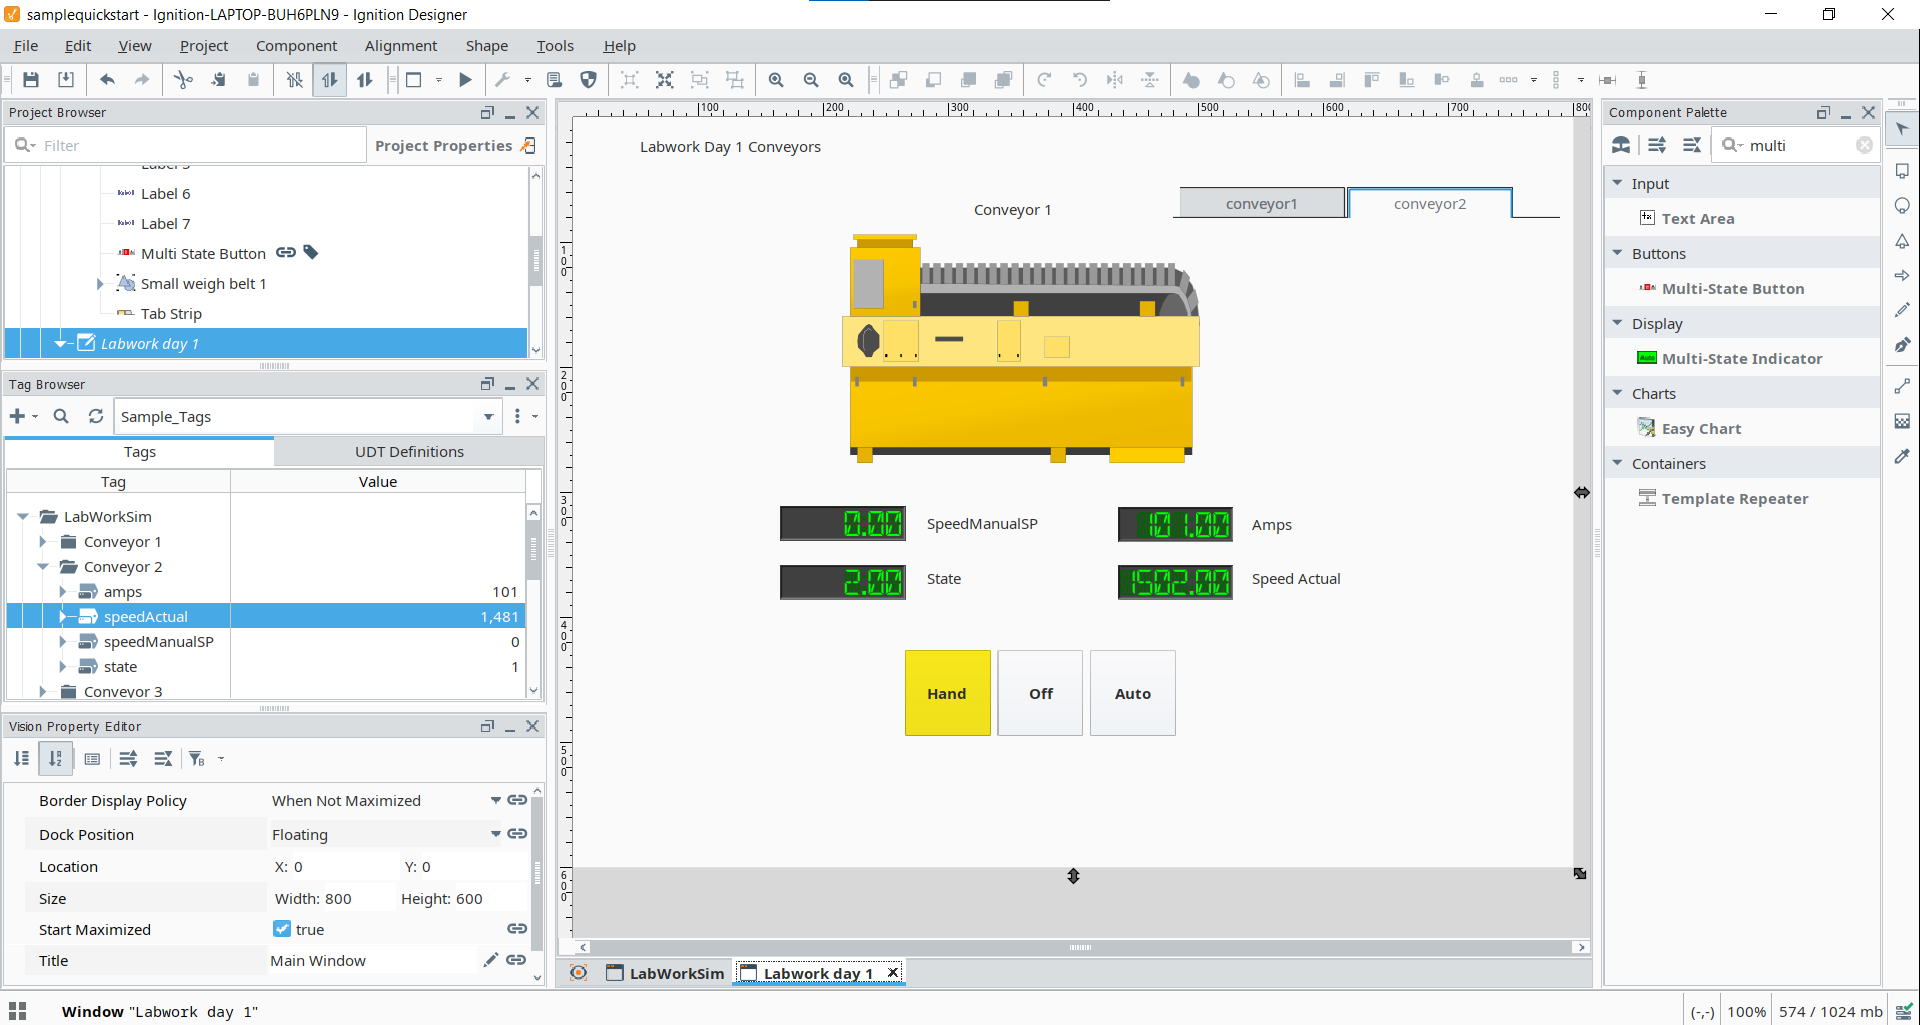 samplequickstart - Ignition-LAPTOP-BUH6PLN9 - Ignition Designer
File Edit View Project Component Alignment Shape Tools Help
Project Browser
Filter
Project Properties
Label 6
Label 7
Multi State Button
Small weigh belt 1
Tab Strip
Labwork day 1
Tag Browser
Sample_Tags
Tags UDT Definitions
Tag Value
LabWorkSim
Conveyor 1
Conveyor 2
amps 101
speedActual 1,481
speedManualSP 0
state 1
Conveyor 3
Vision Property Editor
Border Display Policy When Not Maximized
Dock Position Floating
Location X: 0 Y: 0
Size Width: 800 Height: 600
Start Maximized true
Title Main Window
100 200 300 400 500 600 700 800
100
200
300
400
500
600
Labwork Day 1 Conveyors
Conveyor 1
conveyor1 conveyor2
0.00 SpeedManualSP 101.00 Amps
2.00 State 1502.00 Speed Actual
Hand Off Auto
LabWorkSim Labwork day 1
Component Palette
multi
Input
Text Area
Buttons
Multi-State Button
Display
Multi-State Indicator
Charts
Easy Chart
Containers
Template Repeater
Window "Labwork day 1"
(-,-) 100% 574 / 1024 mb